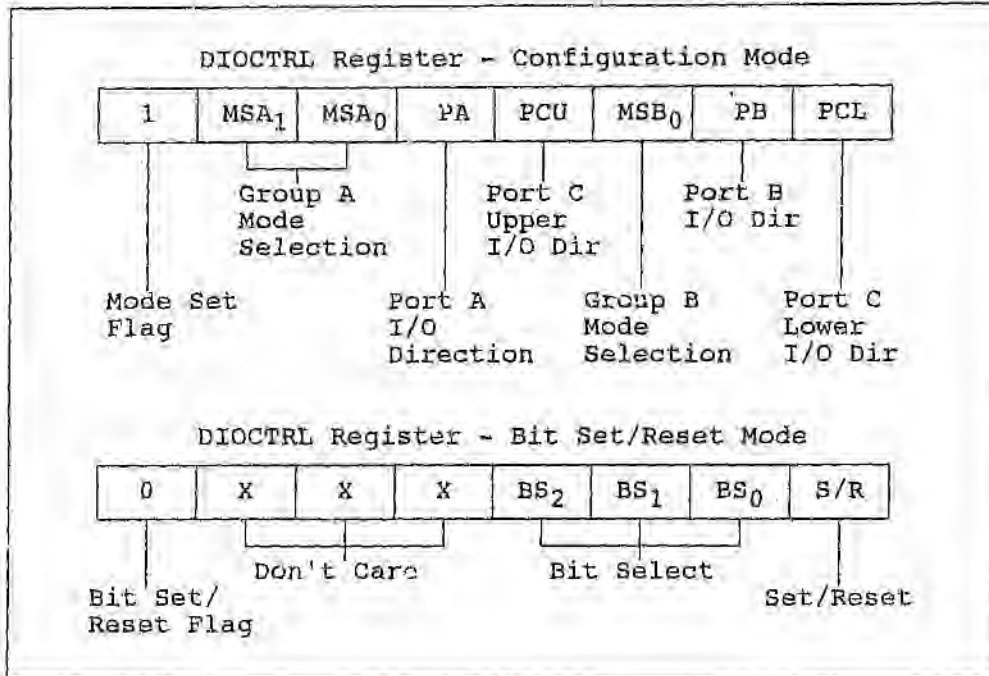 DIOCTRL Register - Configuration Mode
1 MSA1 MSA0 PA PCU MSB0 PB PCL
Group A Mode Selection
Port C Upper I/O Dir
Port B I/O Dir
Mode Set Flag
Port A I/O Direction
Group B Mode Selection
Port C Lower I/O Dir
DIOCTRL Register - Bit Set/Reset Mode
0 X X X BS2 BS1 BS0 S/R
Don't Care
Bit Select
Bit Set/ Reset Flag
Set/Reset